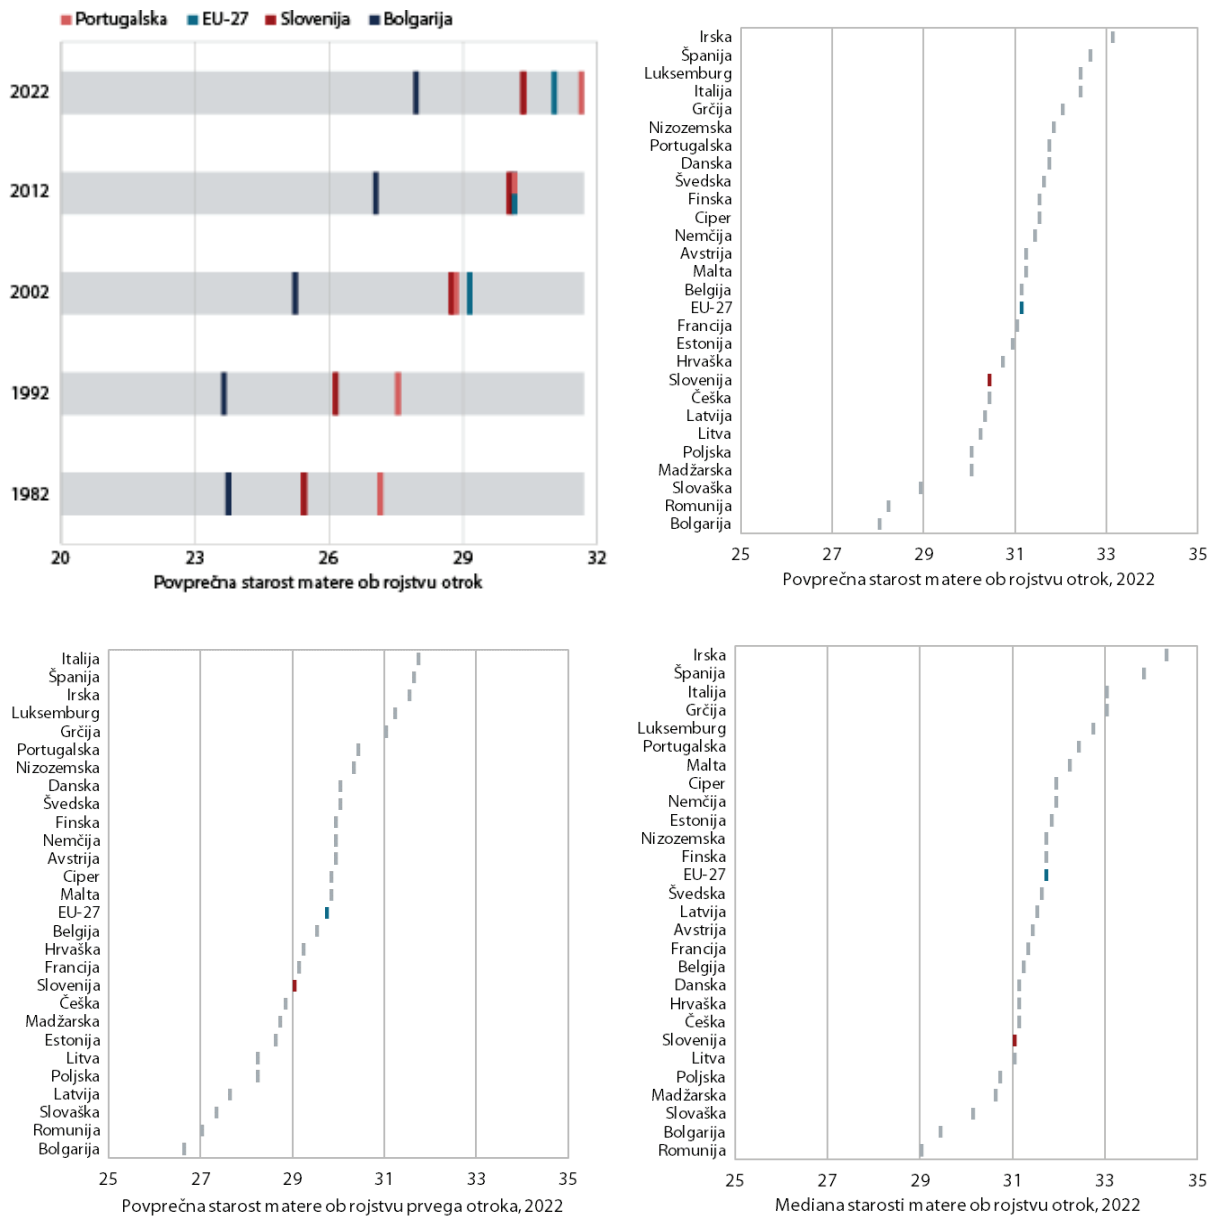 Portugalska EU-27 Slovenija Bolgarija
2022
2012
2002
1992
1982
20 23 26 29 32
Povprečna starost matere ob rojstvu otrok
Irska
Španija
Luksemburg
Italija
Grčija
Nizozemska
Portugalska
Danska
Švedska
Finska
Ciper
Nemčija
Avstrija
Malta
Belgija
EU-27
Francija
Estonija
Hrvaška
Slovenija
Češka
Latvija
Litva
Poljska
Madžarska
Slovaška
Romunija
Bolgarija
25 27 29 31 33 35
Povprečna starost matere ob rojstvu otrok, 2022
Italija
Španija
Irska
Luksemburg
Grčija
Portugalska
Nizozemska
Danska
Švedska
Finska
Nemčija
Avstrija
Ciper
Malta
EU-27
Belgija
Hrvaška
Francija
Slovenija
Češka
Madžarska
Estonija
Litva
Poljska
Latvija
Slovaška
Romunija
Bolgarija
25 27 29 31 33 35
Povprečna starost matere ob rojstvu prvega otroka, 2022
Irska
Španija
Italija
Grčija
Luksemburg
Portugalska
Malta
Ciper
Nemčija
Estonija
Nizozemska
Finska
EU-27
Švedska
Latvija
Avstrija
Francija
Belgija
Danska
Hrvaška
Češka
Slovenija
Litva
Poljska
Madžarska
Slovaška
Bolgarija
Romunija
25 27 29 31 33 35
Mediana starosti matere ob rojstvu otrok, 2022